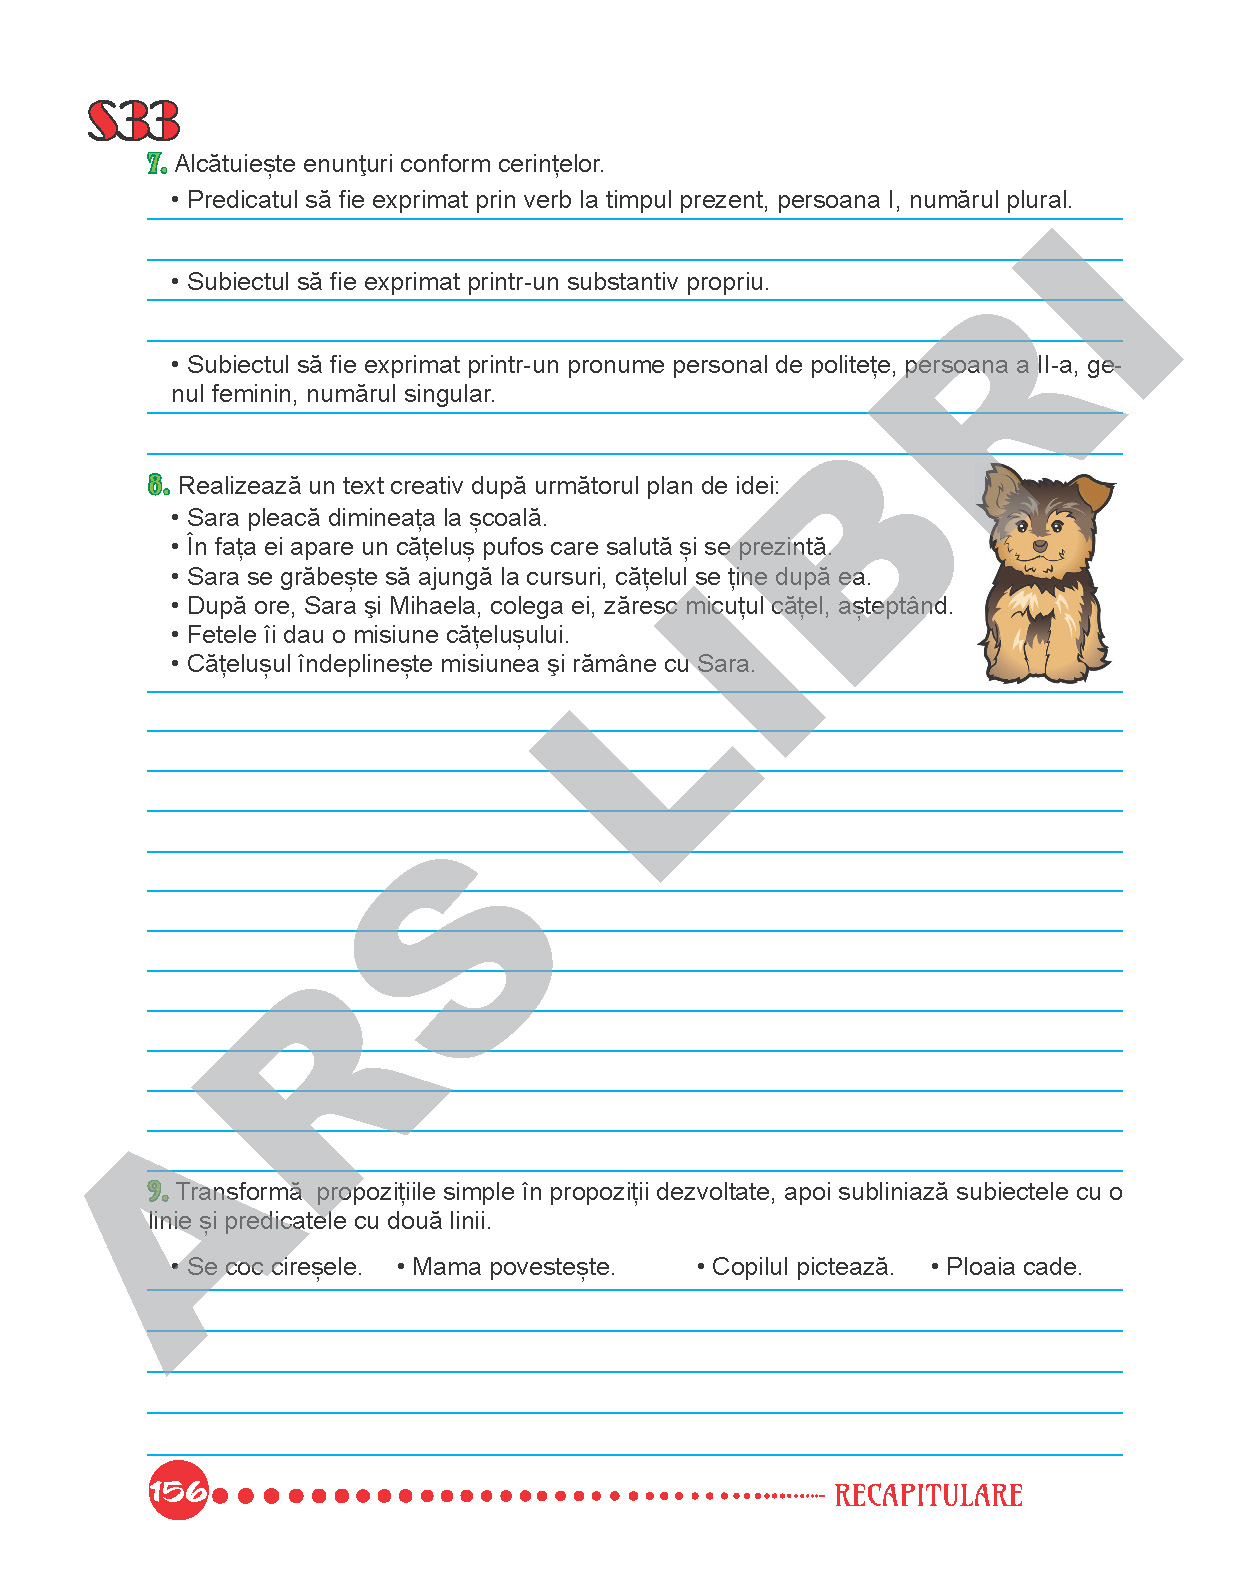 S33
7. Alcătuiește enunţuri conform cerințelor.
• Predicatul să fie exprimat prin verb la timpul prezent, persoana I, numărul plural.
• Subiectul să fie exprimat printr-un substantiv propriu.
• Subiectul să fie exprimat printr-un pronume personal de politețe, persoana a II-a, ge-
nul feminin, numărul singular.
8. Realizează un text creativ după următorul plan de idei:
• Sara pleacă dimineața la școală.
• În fața ei apare un cățeluș pufos care salută și se prezintă.
• Sara se grăbește să ajungă la cursuri, cățelul se ține după ea.
• După ore, Sara şi Mihaela, colega ei, zăresc micuțul cățel, așteptând.
• Fetele îi dau o misiune cățelușului.
• Cățelușul îndeplinește misiunea şi rămâne cu Sara.
9. Transformă propozițiile simple în propoziții dezvoltate, apoi subliniază subiectele cu o
linie și predicatele cu două linii.
• Se coc cireșele. • Mama povestește. • Copilul pictează. • Ploaia cade.
156 RECAPITULARE
ARS LIBRI